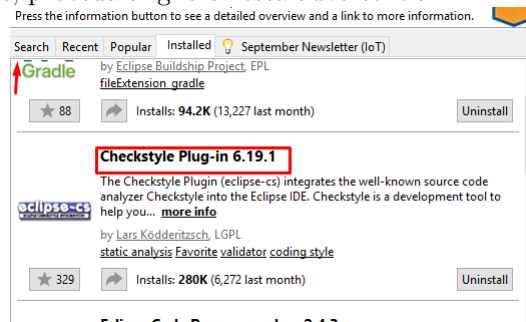 Press the information button to see a detailed overview and a link to more information.
Search Recent Popular Installed September Newsletter (IoT)
Gradle
by Eclipse Buildship Project, EPL
fileExtension gradle
88 Installs: 94.2K (13,227 last month) Uninstall
Checkstyle Plug-in 6.19.1
The Checkstyle Plugin (eclipse-cs) integrates the well-known source code
analyzer Checkstyle into the Eclipse IDE. Checkstyle is a development tool to
help you... more info
eclipse-cs
by Lars Ködderitzsch, LGPL
static analysis Favorite validator coding style
329 Installs: 280K (6,272 last month) Uninstall